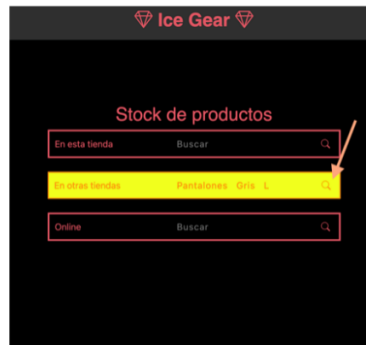 Ice Gear
Stock de productos
En esta tienda Buscar
En otras tiendas Pantalones Gris L
Online Buscar